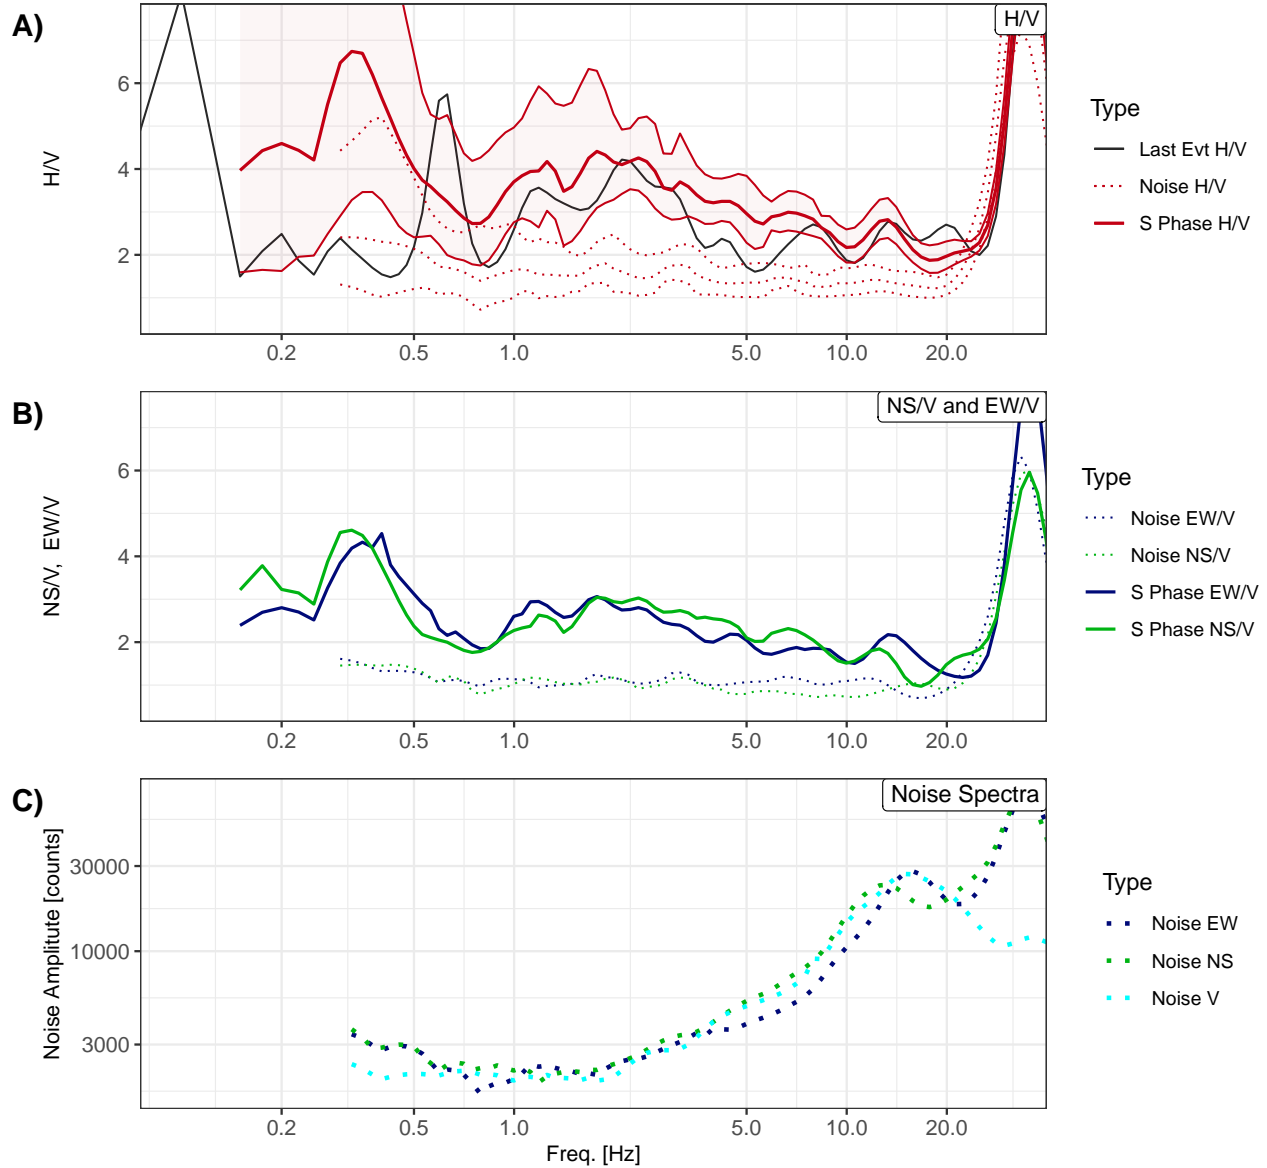 A)
H/V
H/V
6
4
2
0.2 0.5 1.0 5.0 10.0 20.0
Type
Last Evt H/V
Noise H/V
S Phase H/V
B)
NS/V and EW/V
NS/V, EW/V
6
4
2
0.2 0.5 1.0 5.0 10.0 20.0
Type
Noise EW/V
Noise NS/V
S Phase EW/V
S Phase NS/V
C)
Noise Spectra
Noise Amplitute [counts]
30000
10000
3000
0.2 0.5 1.0 5.0 10.0 20.0
Freq. [Hz]
Type
Noise EW
Noise NS
Noise V